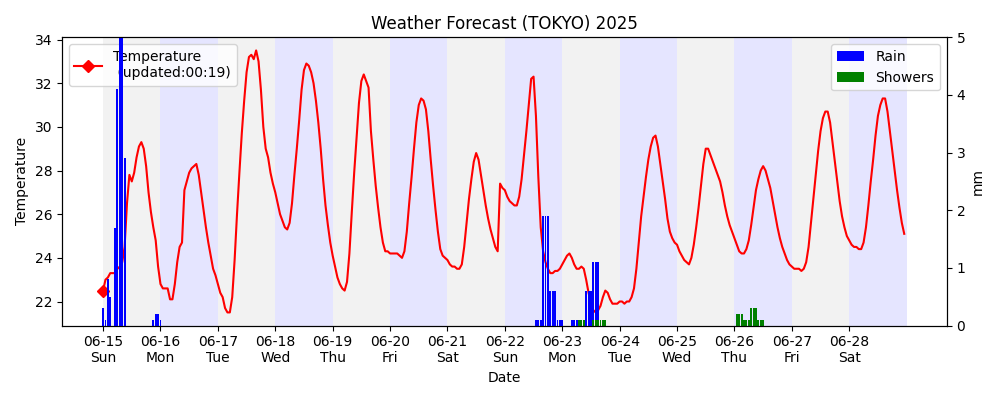 Weather Forecast (TOKYO) 2025
Temperature
(updated:00:19)
Rain
Showers
34
32
30
28
26
24
22
Temperature
5
4
3
2
1
0
mm
06-15 06-16 06-17 06-18 06-19 06-20 06-21 06-22 06-23 06-24 06-25 06-26 06-27 06-28
Sun Mon Tue Wed Thu Fri Sat Sun Mon Tue Wed Thu Fri Sat
Date